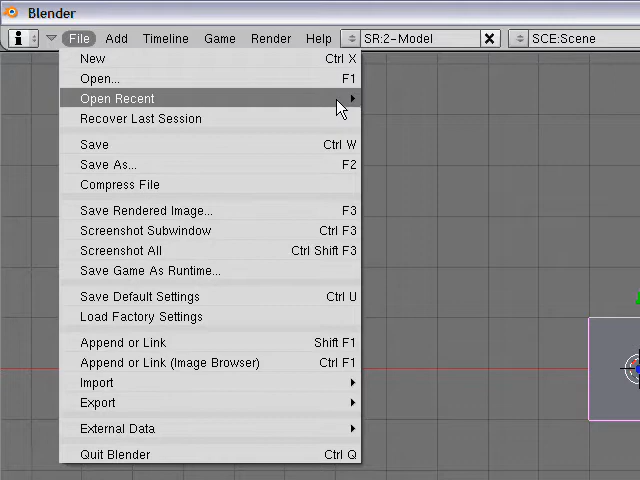 Blender
File Add Timeline Game Render Help SR:2-Model SCE:Scene
New Ctrl X
Open... F1
Open Recent
Recover Last Session
Save Ctrl W
Save As... F2
Compress File
Save Rendered Image... F3
Screenshot Subwindow Ctrl F3
Screenshot All Ctrl Shift F3
Save Game As Runtime...
Save Default Settings Ctrl U
Load Factory Settings
Append or Link Shift F1
Append or Link (Image Browser) Ctrl F1
Import
Export
External Data
Quit Blender Ctrl Q